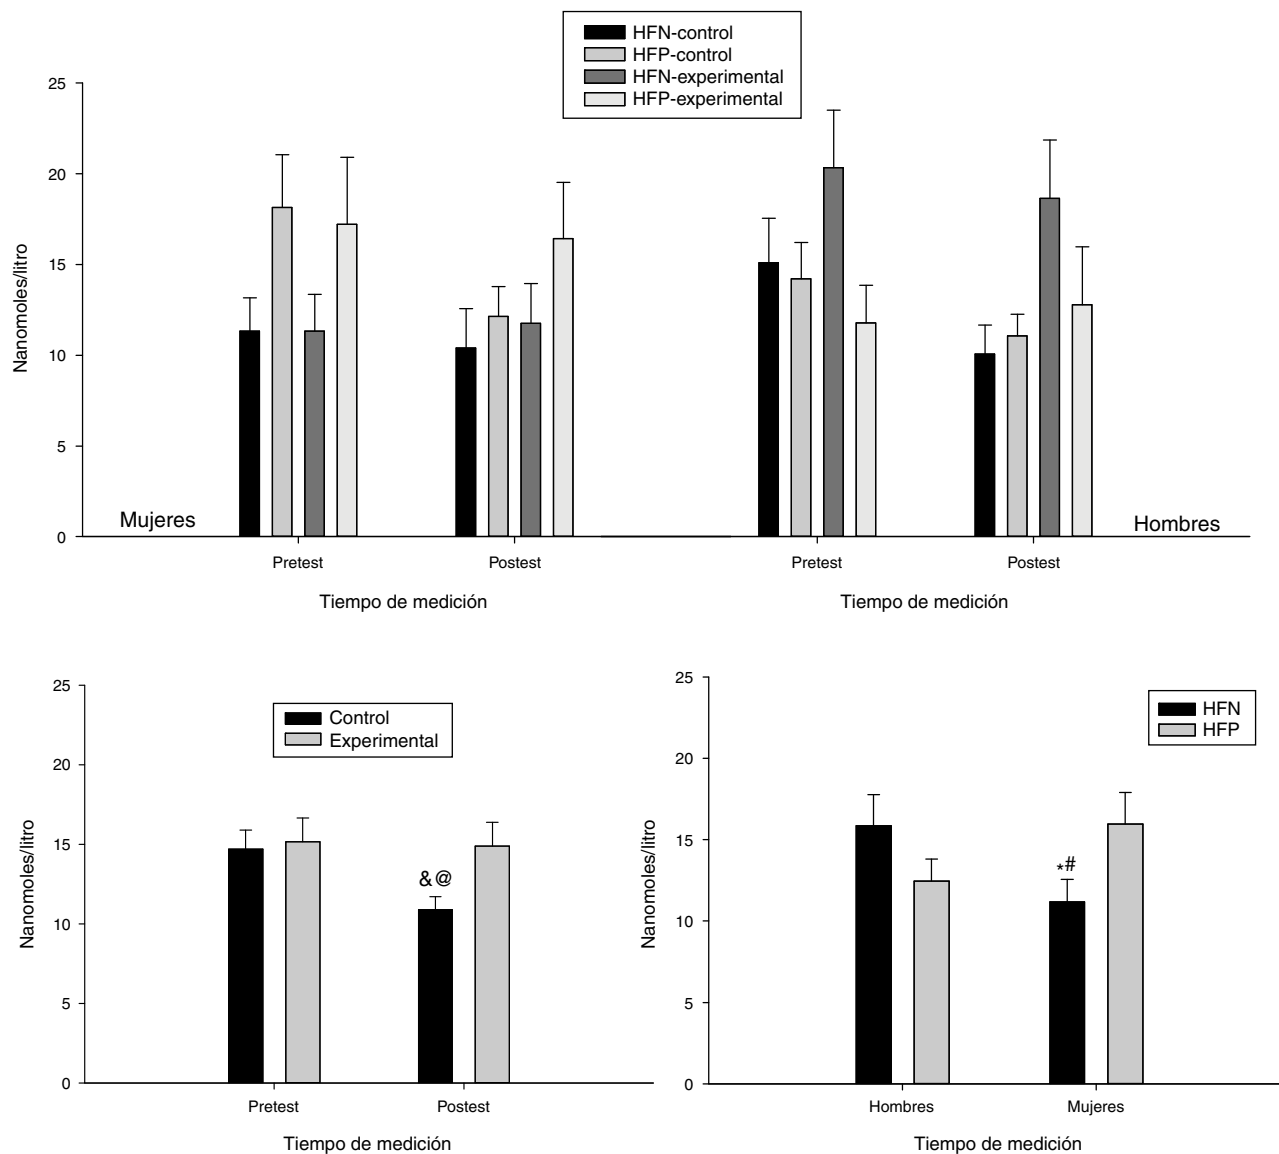 HFN-control
HFP-control
HFN-experimental
HFP-experimental
25
20
15
10
5
0
Nanomoles/litro
Mujeres
Hombres
Pretest
Postest
Pretest
Postest
Tiempo de medición
Tiempo de medición
25
20
15
10
5
0
Nanomoles/litro
Control
Experimental
&@
Pretest
Postest
Tiempo de medición
25
20
15
10
5
0
Nanomoles/litro
HFN
HFP
*#
Hombres
Mujeres
Tiempo de medición